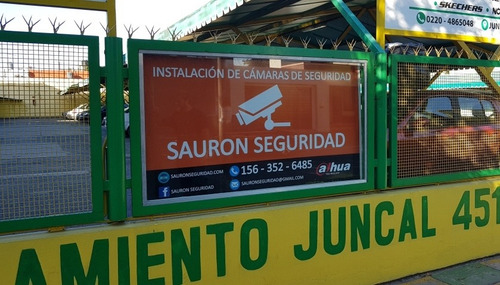 SKECHERS
0220 - 4865048
INSTALACIÓN DE CÁMARAS DE SEGURIDAD
SAURON SEGURIDAD
SAURONSEGURIDAD.COM
156 - 352 - 6485
alhua
SAURON SEGURIDAD
SAURONSEGURIDAD@GMAIL.COM
AMIENTO JUNCAL 451